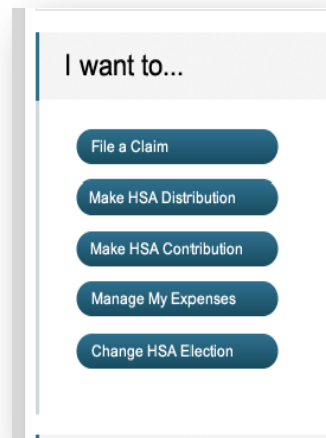 I want to...
File a Claim
Make HSA Distribution
Make HSA Contribution
Manage My Expenses
Change HSA Election